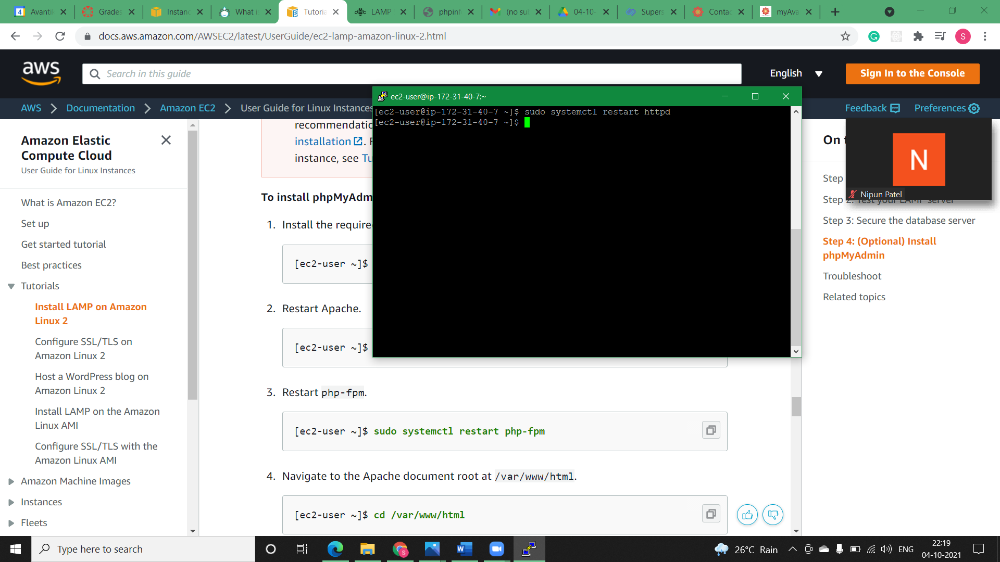 Avanti
Grades
Instanc
What i
Tutoria
LAMP
phpinf
(no su
04-10-
Supers
Contac
myAva
docs.aws.amazon.com/AWSEC2/latest/UserGuide/ec2-lamp-amazon-linux-2.html
S
aws
Search in this guide
English
Sign In to the Console
AWS
Documentation
Amazon EC2
User Guide for Linux Instances
Feedback
Preferences
Amazon Elastic
Compute Cloud
User Guide for Linux Instances
What is Amazon EC2?
Set up
Get started tutorial
Best practices
Tutorials
Install LAMP on Amazon
Linux 2
Configure SSL/TLS on
Amazon Linux 2
Host a WordPress blog on
Amazon Linux 2
Install LAMP on the Amazon
Linux AMI
Configure SSL/TLS with the
Amazon Linux AMI
Amazon Machine Images
Instances
Fleets
recommendatio
installation . F
instance, see Tu
To install phpMyAdm
1. Install the require
[ec2-user ~]$
2. Restart Apache.
[ec2-user ~]$
3. Restart php-fpm.
[ec2-user ~]$ sudo systemctl restart php-fpm
4. Navigate to the Apache document root at /var/www/html.
[ec2-user ~]$ cd /var/www/html
ec2-user@ip-172-31-40-7:~
[ec2-user@ip-172-31-40-7 ~]$ sudo systemctl restart httpd
[ec2-user@ip-172-31-40-7 ~]$
On t
N
Nipun Patel
Step
Step 2: Test your LAMP server
Step 3: Secure the database server
Step 4: (Optional) Install
phpMyAdmin
Troubleshoot
Related topics
Type here to search
26°C Rain
ENG
22:19
04-10-2021